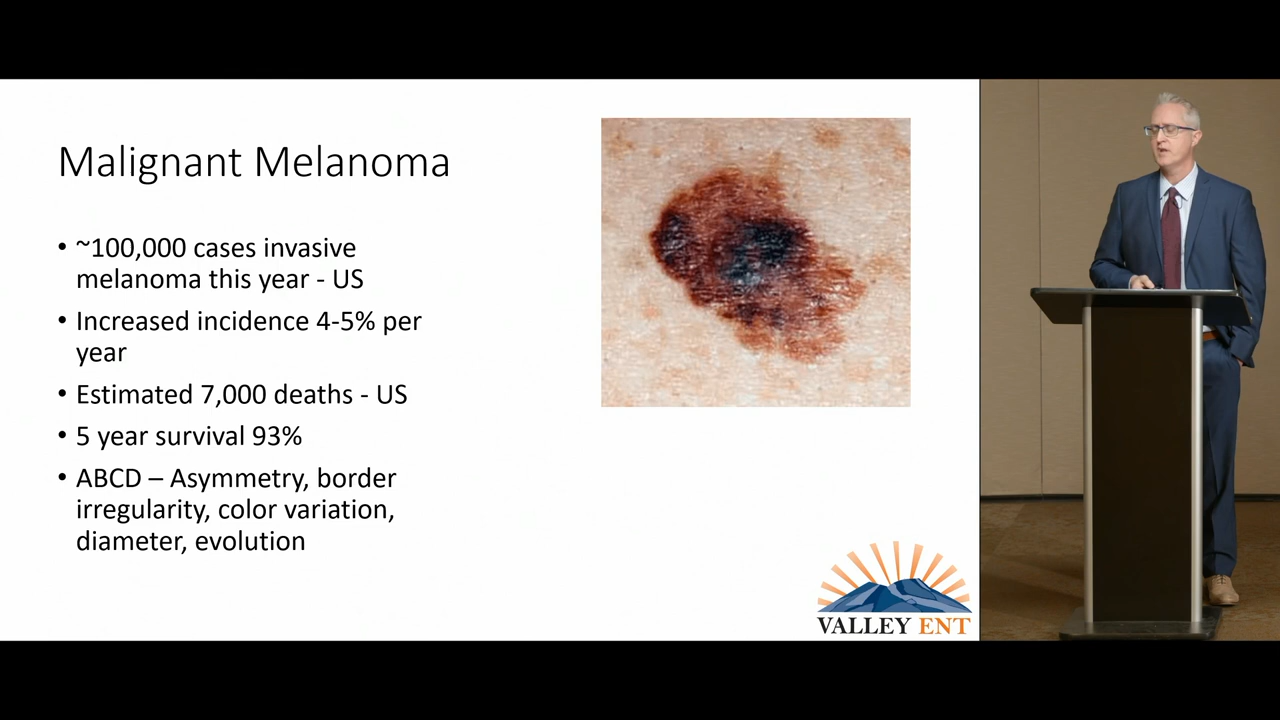 Malignant Melanoma
• ~100,000 cases invasive
melanoma this year - US
• Increased incidence 4-5% per
year
• Estimated 7,000 deaths - US
• 5 year survival 93%
• ABCD – Asymmetry, border
irregularity, color variation,
diameter, evolution
VALLEY ENT